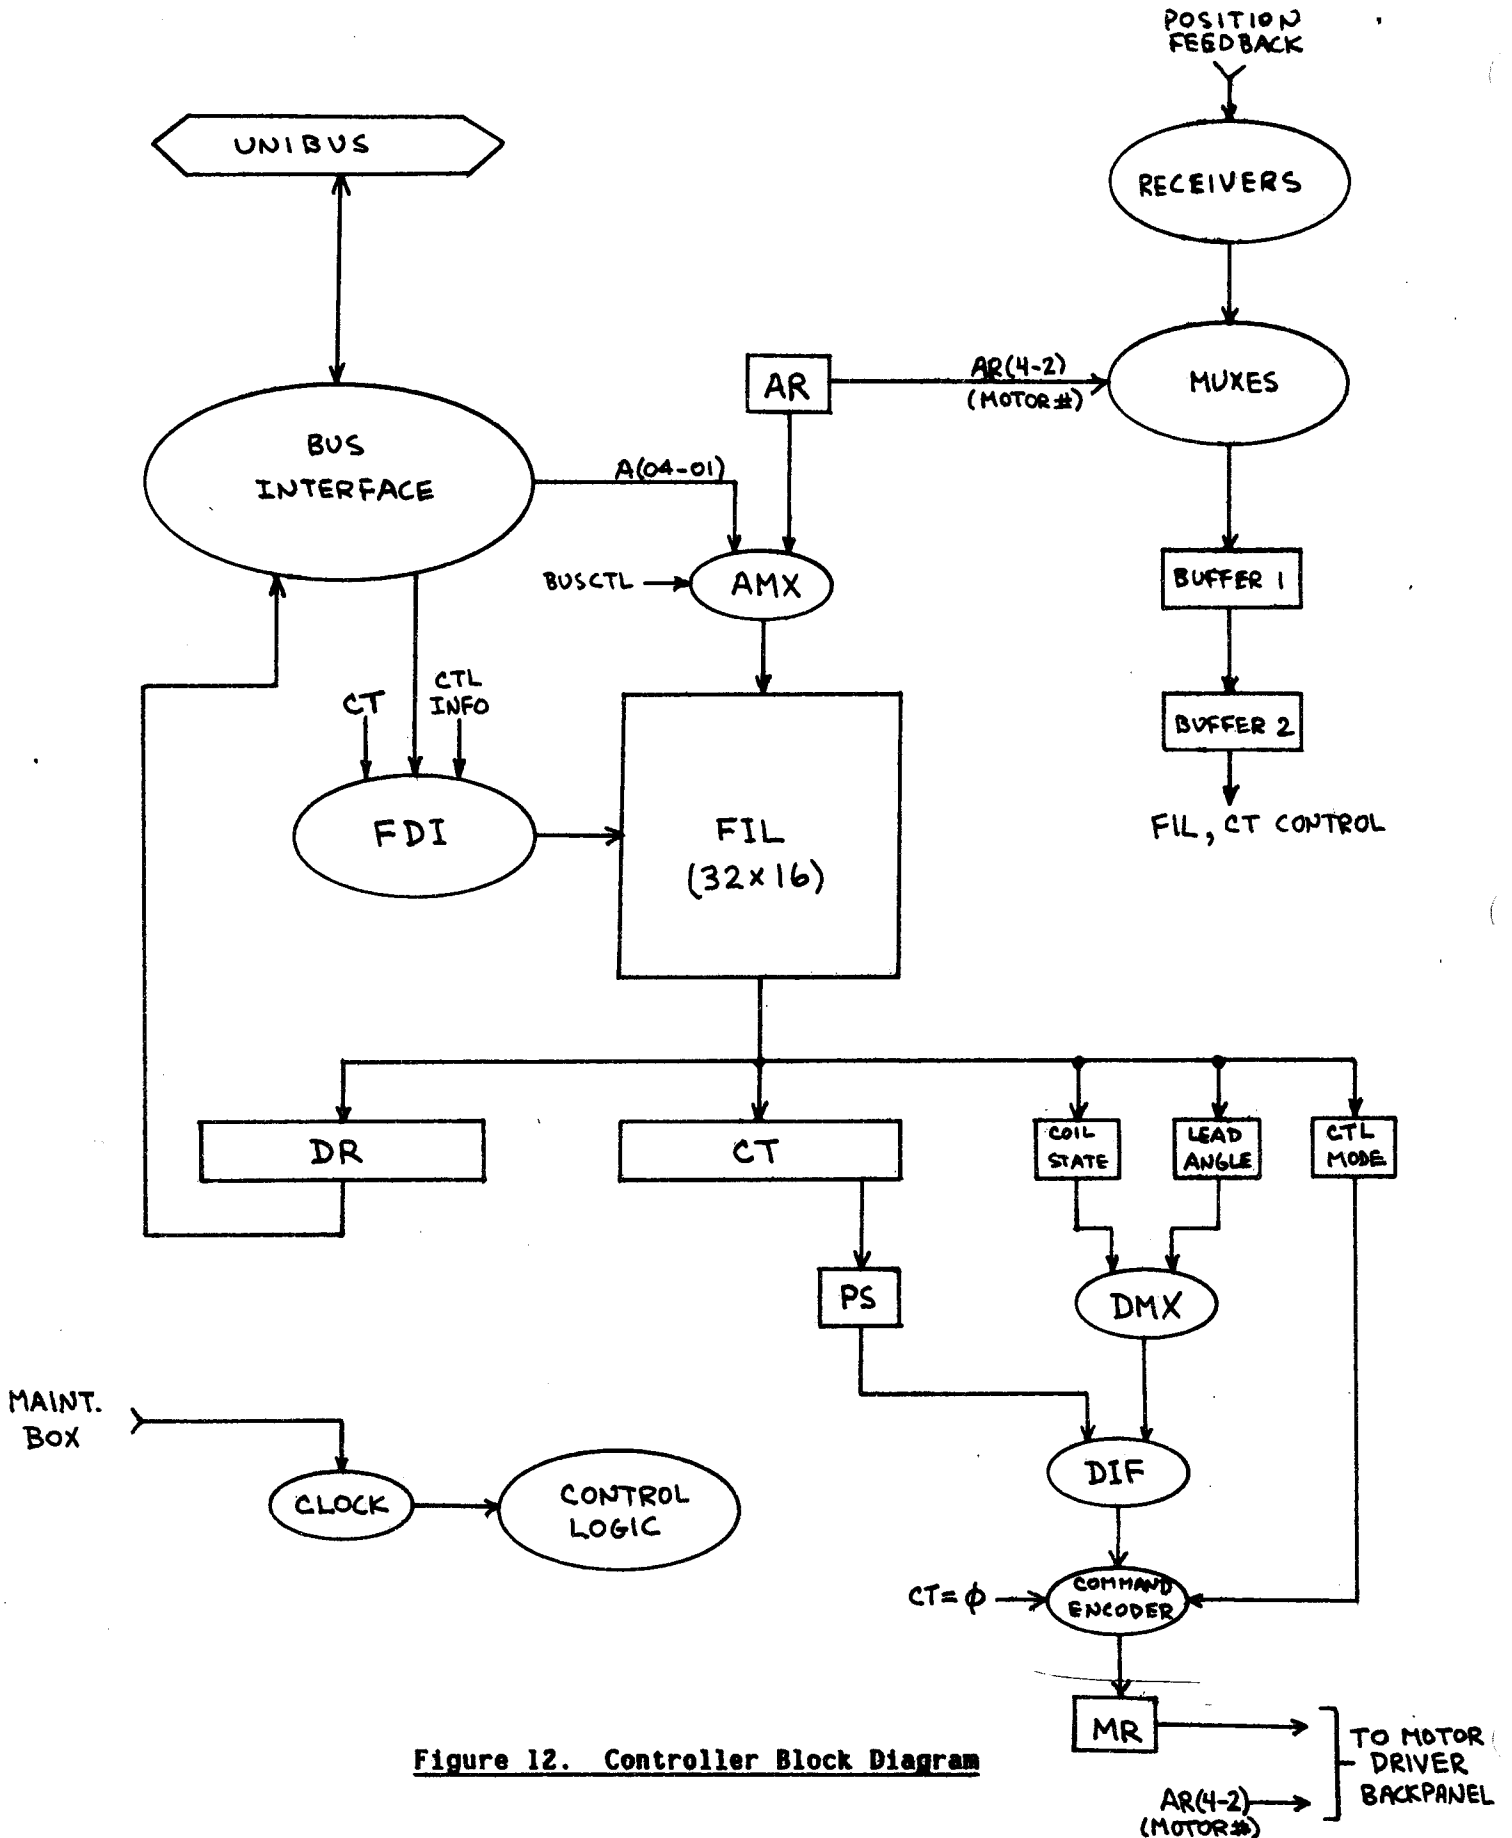 POSITION
FEEDBACK
UNIBUS
RECEIVERS
AR
AR(4-2)
(MOTOR#)
MUXES
BUS
INTERFACE
A(04-01)
BUSCTL
AMX
BUFFER 1
CT
CTL
INFO
BUFFER 2
FDI
FIL
(32x16)
FIL, CT CONTROL
DR
CT
COIL
STATE
LEAD
ANGLE
CTL
MODE
PS
DMX
MAINT.
BOX
DIF
CLOCK
CONTROL
LOGIC
CT=φ
COMMAND
ENCODER
MR
TO MOTOR
DRIVER
BACKPANEL
AR(4-2)
(MOTOR#)
Figure 12. Controller Block Diagram